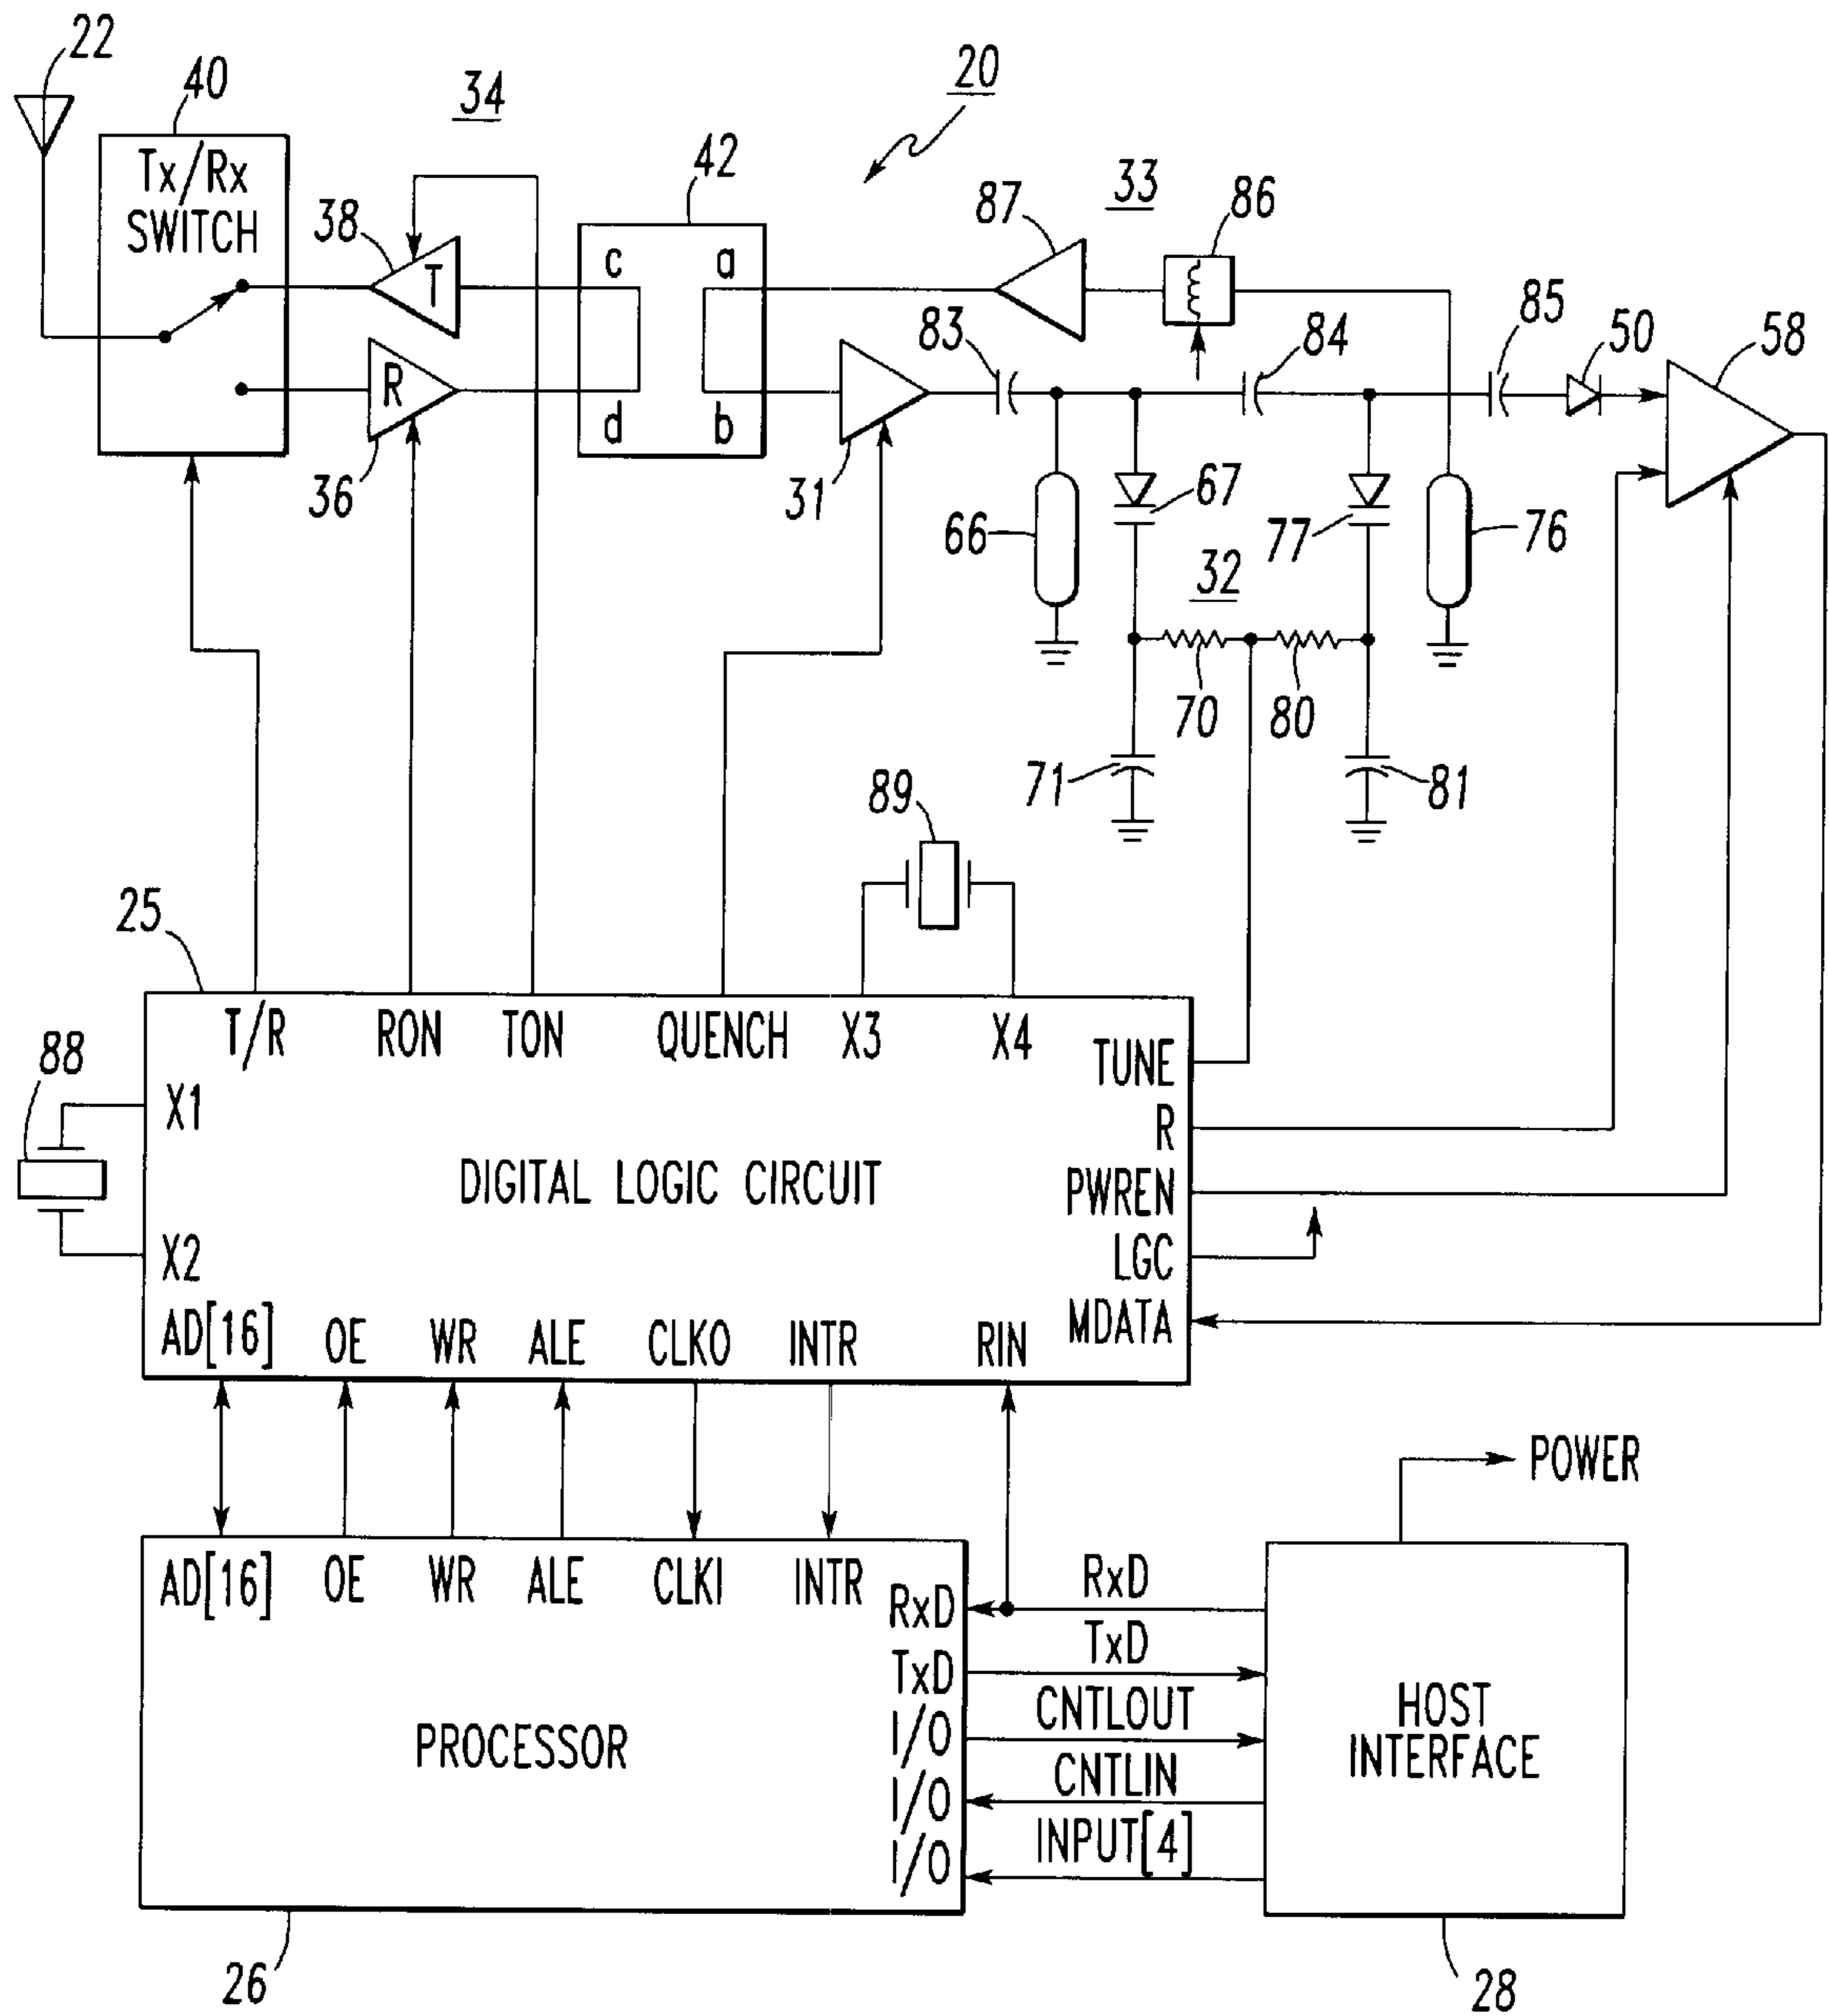 22
40
34
20
Tx/Rx
SWITCH
38
T
42
c
a
d
b
87
33
86
83
84
85
50
58
R
36
31
66
67
32
77
76
70
80
71
81
89
25
T/R
RON
TON
QUENCH
X3
X4
TUNE
88
X1
R
DIGITAL LOGIC CIRCUIT
PWREN
X2
LGC
AD[16]
OE
WR
ALE
CLKO
INTR
RIN
MDATA
POWER
AD[16]
OE
WR
ALE
CLKI
INTR
RxD
RxD
TxD
TxD
I/O
CNTLOUT
PROCESSOR
HOST
INTERFACE
I/O
CNTLIN
I/O
INPUT[4]
26
28